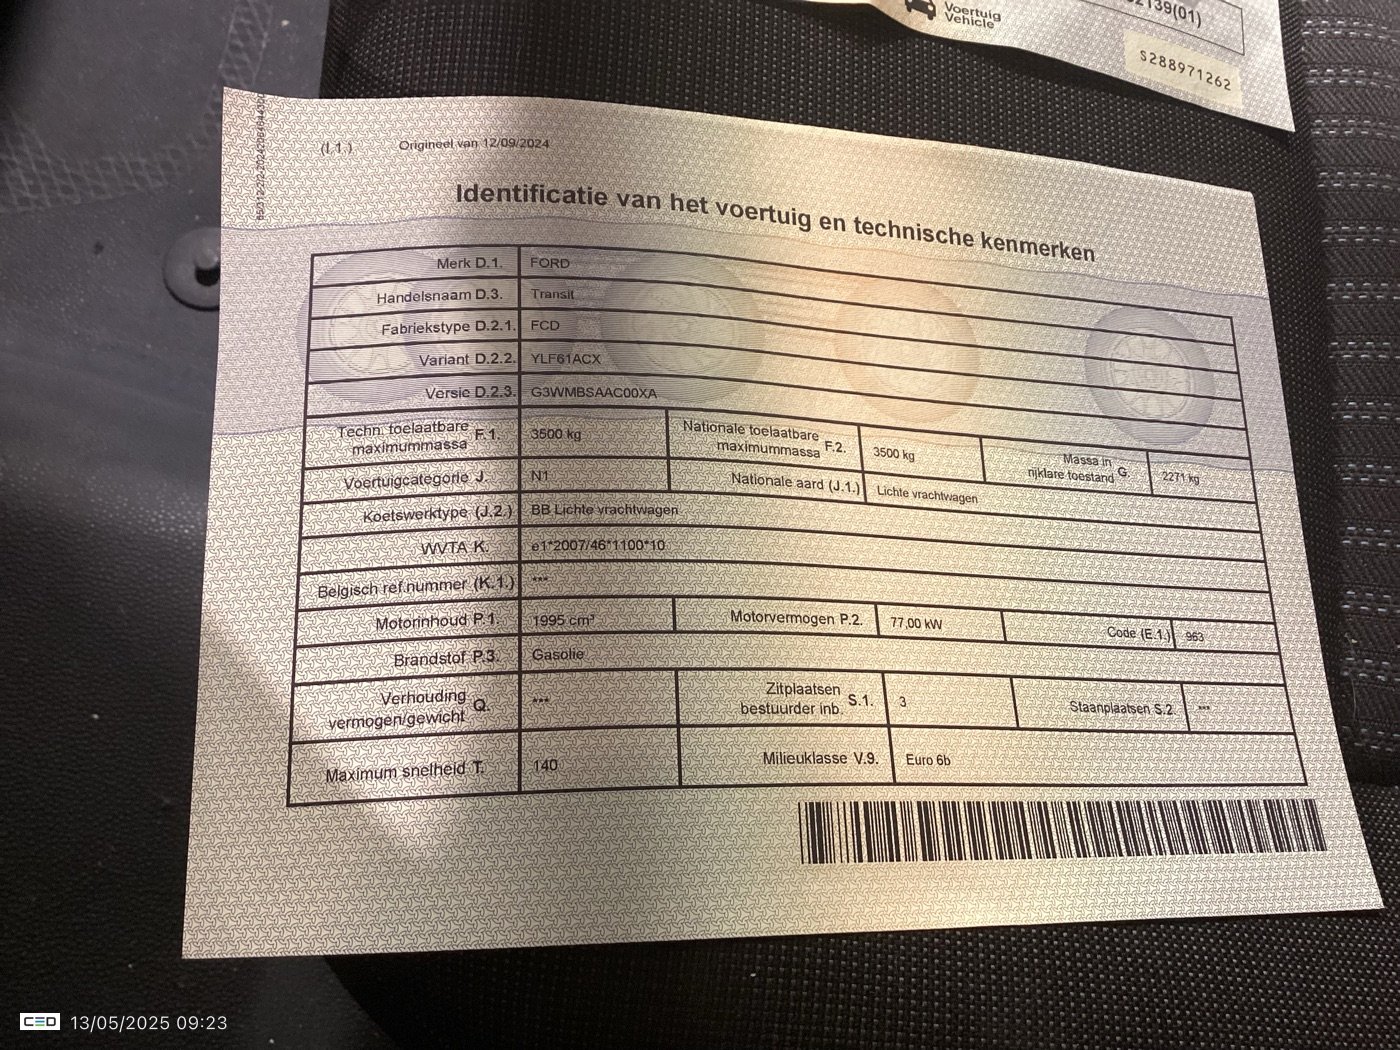 Voertuig
Vehicle
2139(01)
S288971262
(I.1.) Origineel van 12/09/2024
Identificatie van het voertuig en technische kenmerken
Merk D.1. FORD
Handelsnaam D.3. Transit
Fabriekstype D.2.1. FCD
Variant D.2.2. YLF61ACX
Versie D.2.3. G3WMBSAAC00XA
Techn. toelaatbare maximummassa F.1. 3500 kg Nationale toelaatbare maximummassa F.2. 3500 kg Massa in rijklare toestand G. 2271 kg
Voertuigcategorie J. N1 Nationale aard (J.1.) Lichte vrachtwagen
Koetswerktype (J.2.) BB Lichte vrachtwagen
WVTA K. e1*2007/46*1100*10
Belgisch ref.nummer (K.1.) ***
Motorinhoud P.1. 1995 cm³ Motorvermogen P.2. 77,00 kW Code (E.1.) 963
Brandstof P.3. Gasolie
Verhouding vermogen/gewicht Q. *** Zitplaatsen bestuurder inb. S.1. 3 Staanplaatsen S.2. ***
Maximum snelheid T. 140 Milieuklasse V.9. Euro 6b
CED 13/05/2025 09:23